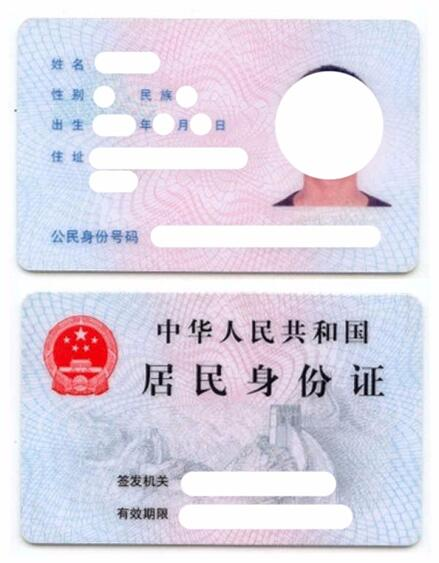 姓名
性别 民族
出生 年 月 日
住址
公民身份号码
中华人民共和国
居民身份证
签发机关
有效期限